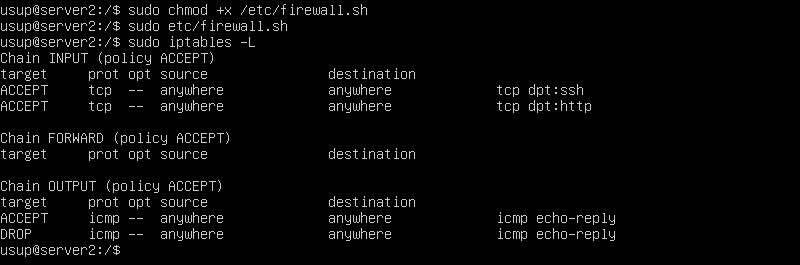 usup@server2:/$ sudo chmod +x /etc/firewall.sh
usup@server2:/$ sudo etc/firewall.sh
usup@server2:/$ sudo iptables -L
Chain INPUT (policy ACCEPT)
target     prot opt source               destination
ACCEPT     tcp  --  anywhere             anywhere             tcp dpt:ssh
ACCEPT     tcp  --  anywhere             anywhere             tcp dpt:http

Chain FORWARD (policy ACCEPT)
target     prot opt source               destination

Chain OUTPUT (policy ACCEPT)
target     prot opt source               destination
ACCEPT     icmp --  anywhere             anywhere             icmp echo-reply
DROP       icmp --  anywhere             anywhere             icmp echo-reply
usup@server2:/$